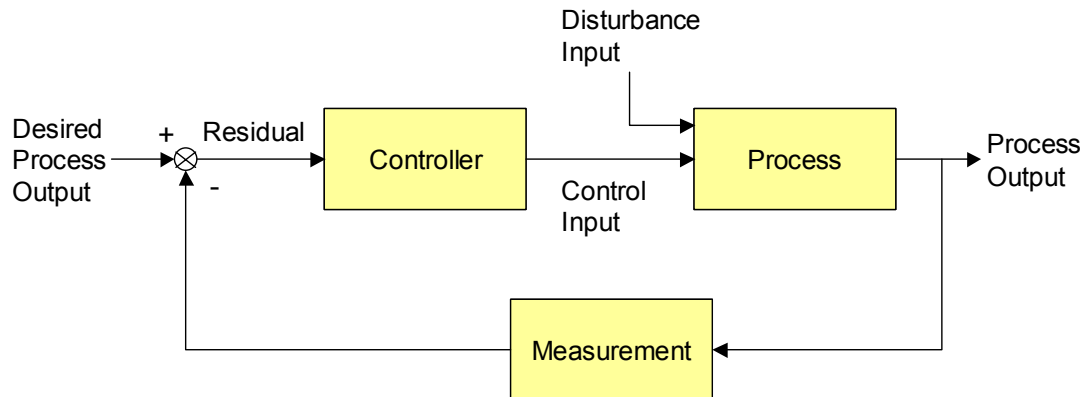 Disturbance
Input
Desired
Process
Output
+
Residual
-
Controller
Control
Input
Process
Process
Output
Measurement